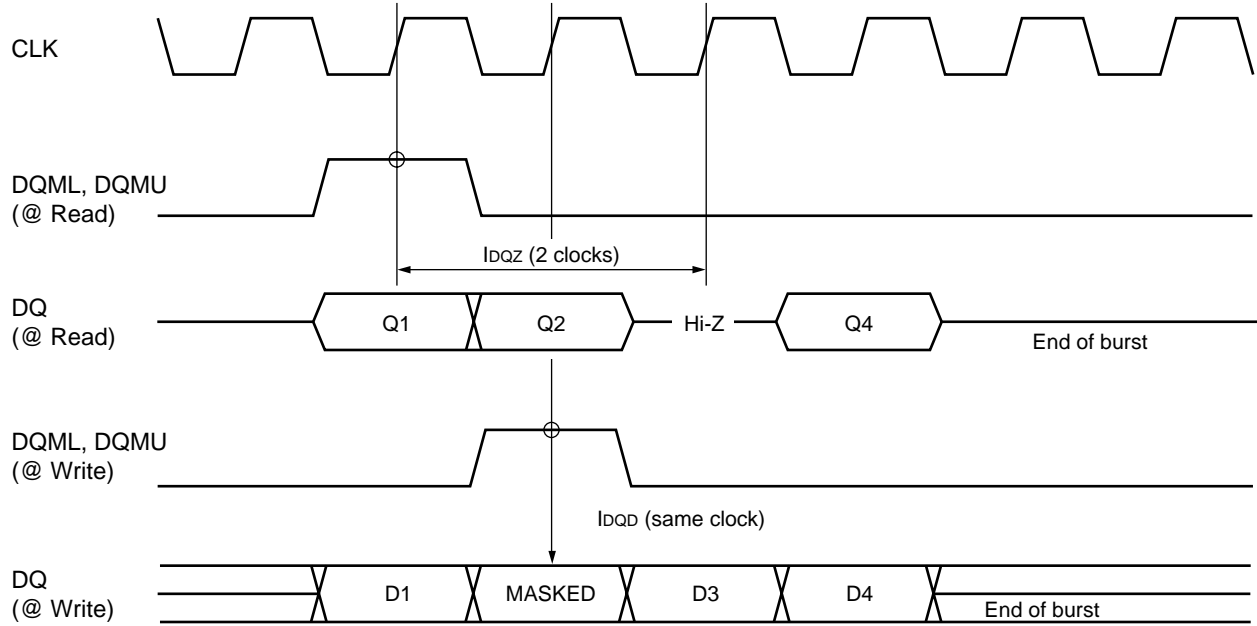 CLK
DQML, DQMU
(@ Read)
IDQZ (2 clocks)
DQ
(@ Read)
Q1
Q2
Hi-Z
Q4
End of burst
DQML, DQMU
(@ Write)
IDQD (same clock)
DQ
(@ Write)
D1
MASKED
D3
D4
End of burst